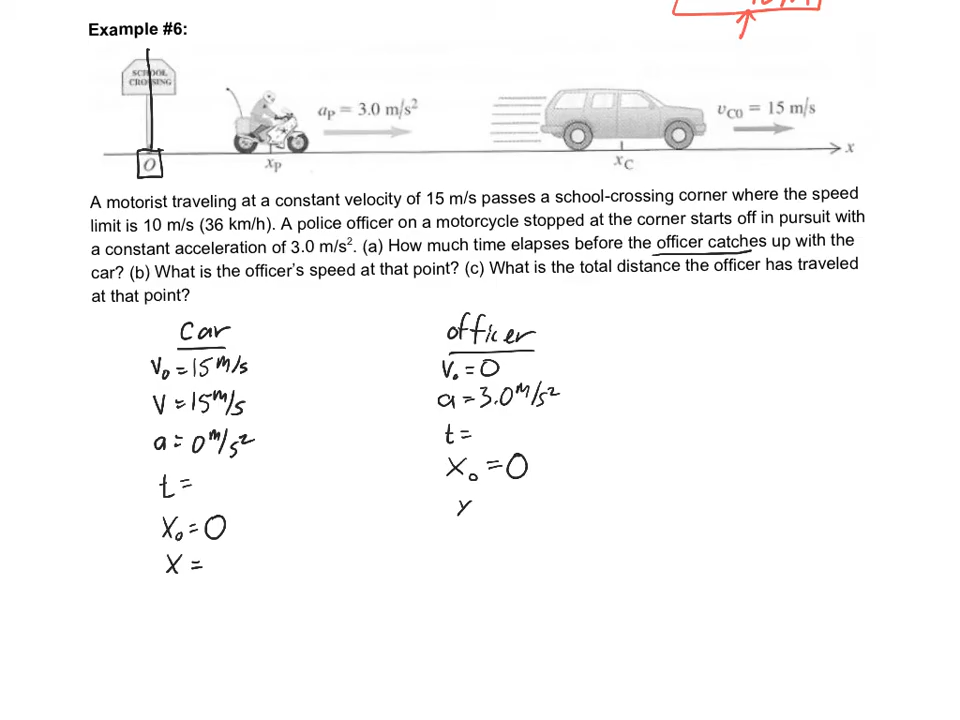 Example #6:
SCHOOL
CROSSING
aP = 3.0 m/s²
vC0 = 15 m/s
O
xP
xC
x
A motorist traveling at a constant velocity of 15 m/s passes a school-crossing corner where the speed
limit is 10 m/s (36 km/h). A police officer on a motorcycle stopped at the corner starts off in pursuit with
a constant acceleration of 3.0 m/s². (a) How much time elapses before the officer catches up with the
car? (b) What is the officer's speed at that point? (c) What is the total distance the officer has traveled
at that point?
Car
V₀ = 15 m/s
V = 15 m/s
a = 0 m/s²
t =
X₀ = 0
X =
officer
V₀ = 0
a = 3.0 m/s²
t =
X₀ = 0